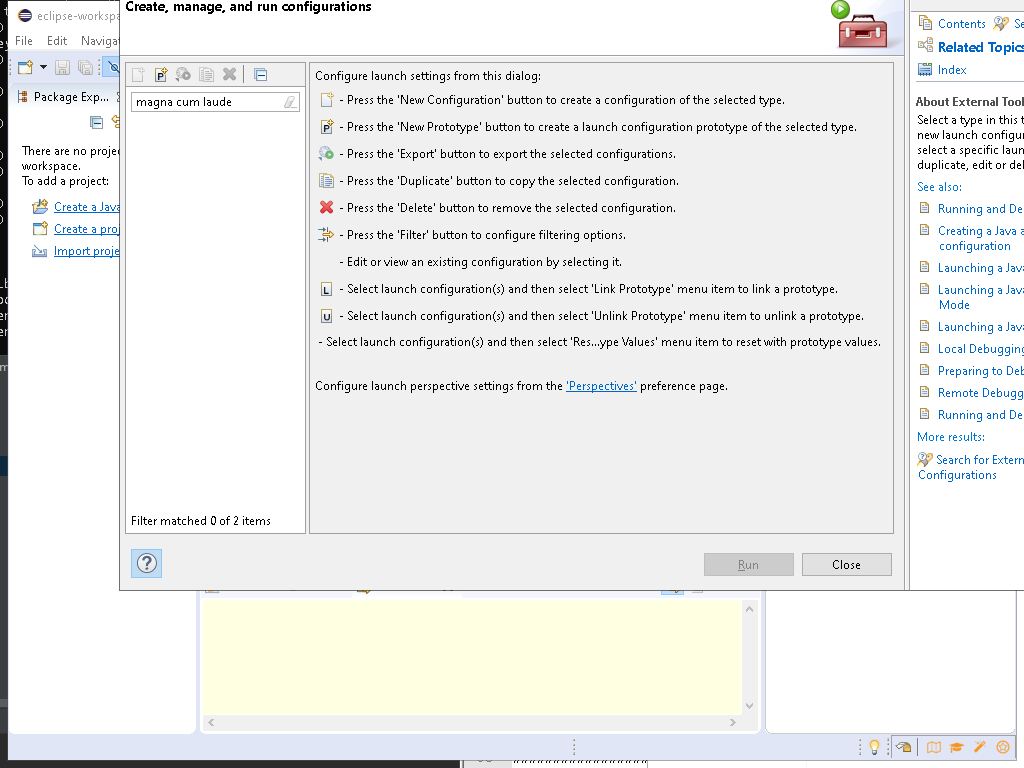 eclipse-workspa
Create, manage, and run configurations
File Edit Navigat
Package Exp...
There are no projec
workspace.
To add a project:
Create a Java
Create a proj
Import proje
magna cum laude
Filter matched 0 of 2 items
Configure launch settings from this dialog:
- Press the 'New Configuration' button to create a configuration of the selected type.
- Press the 'New Prototype' button to create a launch configuration prototype of the selected type.
- Press the 'Export' button to export the selected configurations.
- Press the 'Duplicate' button to copy the selected configuration.
- Press the 'Delete' button to remove the selected configuration.
- Press the 'Filter' button to configure filtering options.
- Edit or view an existing configuration by selecting it.
L - Select launch configuration(s) and then select 'Link Prototype' menu item to link a prototype.
U - Select launch configuration(s) and then select 'Unlink Prototype' menu item to unlink a prototype.
- Select launch configuration(s) and then select 'Res...ype Values' menu item to reset with prototype values.
Configure launch perspective settings from the 'Perspectives' preference page.
Run Close
Contents Se
Related Topics
Index
About External Tool
Select a type in this t
new launch configur
select a specific laun
duplicate, edit or del
See also:
Running and De
Creating a Java a
configuration
Launching a Java
Launching a Java
Mode
Launching a Java
Local Debugging
Preparing to Deb
Remote Debugg
Running and De
More results:
Search for Extern
Configurations